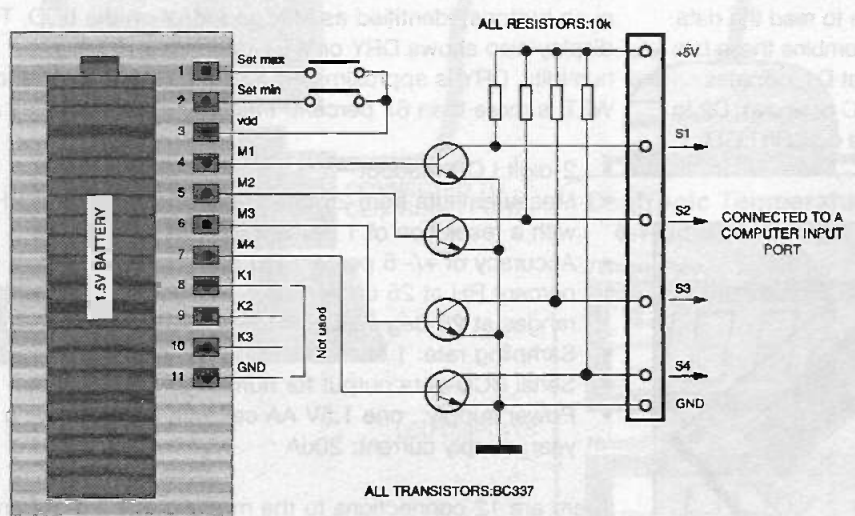 ALL RESISTORS:10k
+5V
1 Set max
2 Set min
3 vdd
4 M1
5 M2
6 M3
7 M4
8 K1
9 K2
10 K3
11 GND
1.5V BATTERY
Not used
S1
S2
CONNECTED TO A
COMPUTER INPUT
PORT
S3
S4
GND
ALL TRANSISTORS:BC337